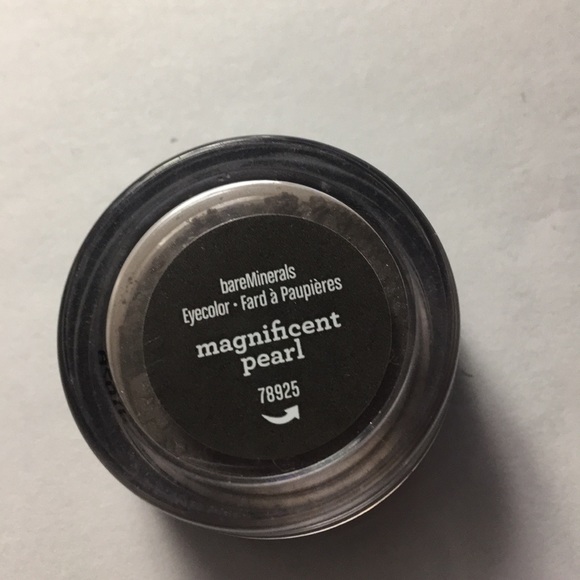 bareMinerals
Eyecolor • Fard à Paupières
magnificent
pearl
78925